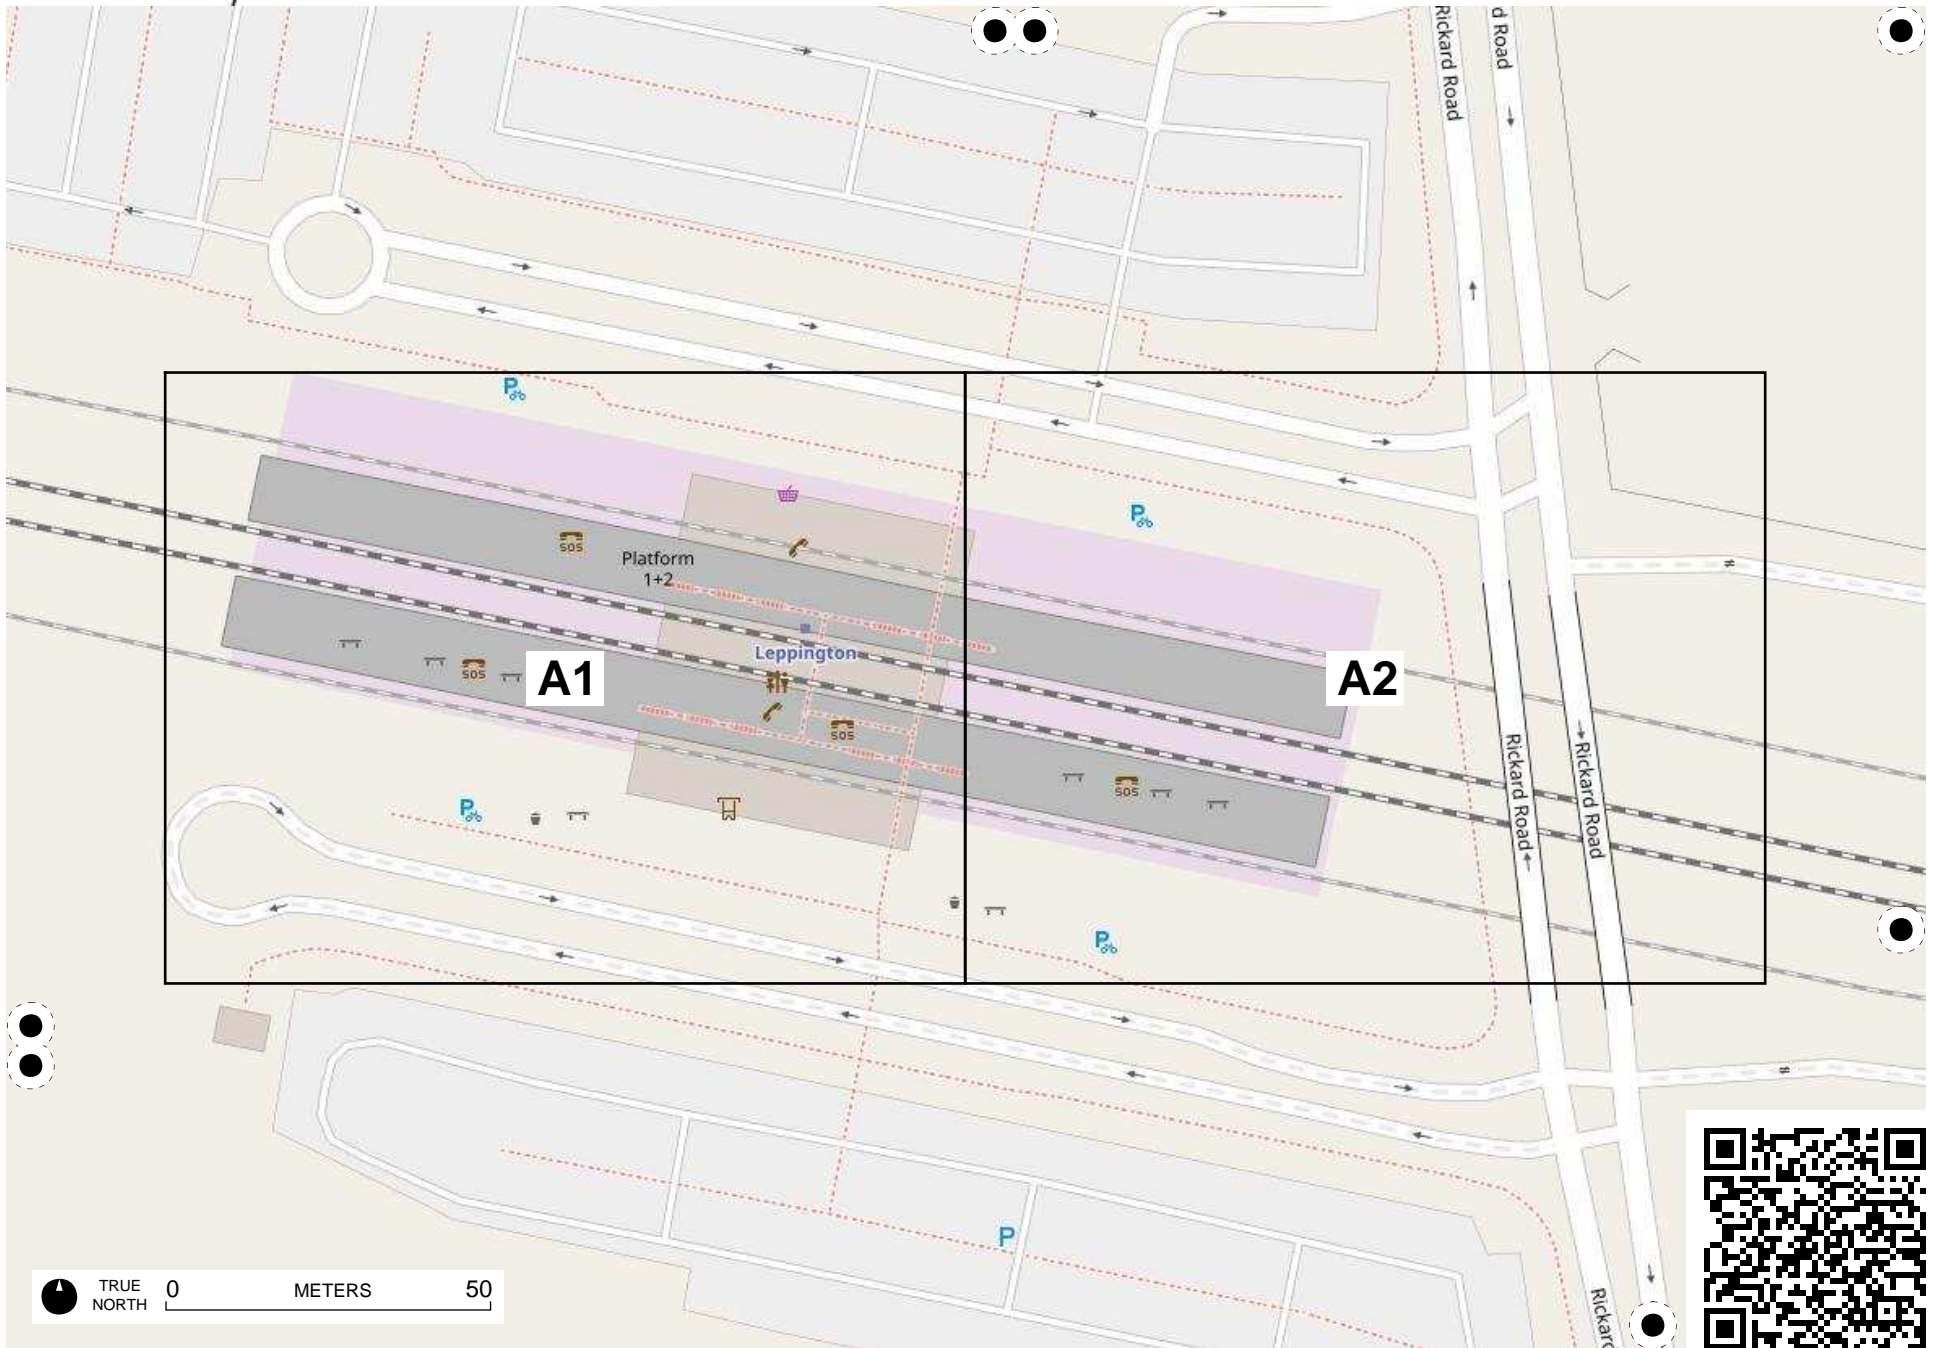 Rickard Road
d Road
P
P
SOS
Platform
1+2
Leppington
SOS
A1
A2
SOS
SOS
P
Rickard Road
Rickard Road
P
P
Rickard
TRUE
NORTH
0
METERS
50